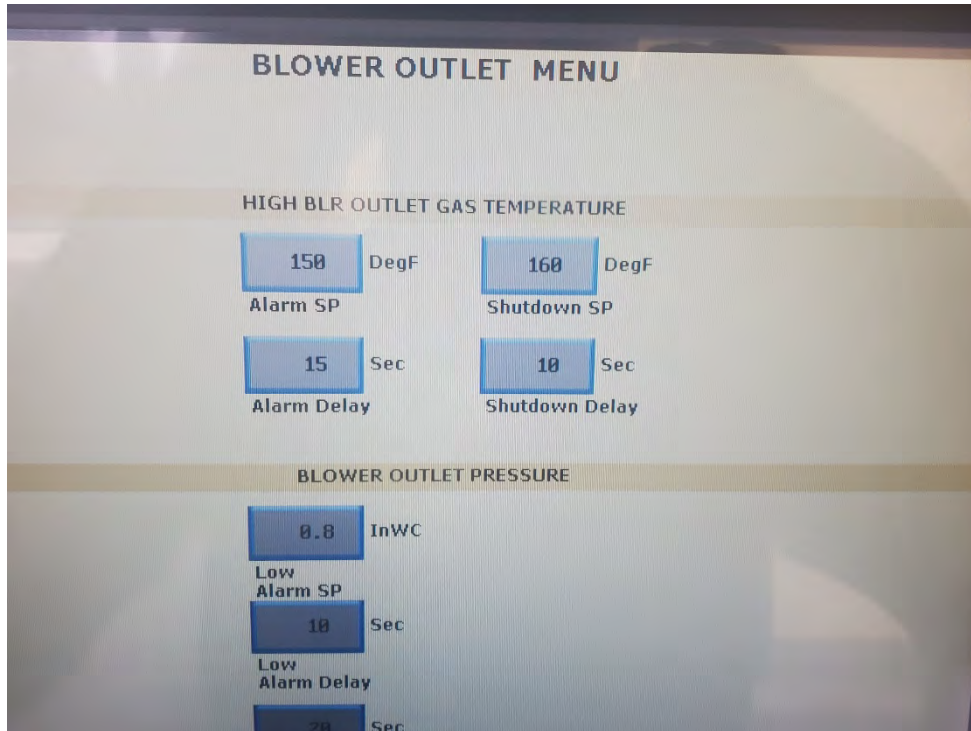 BLOWER OUTLET MENU
HIGH BLR OUTLET GAS TEMPERATURE
150 DegF 160 DegF
Alarm SP Shutdown SP
15 Sec 10 Sec
Alarm Delay Shutdown Delay
BLOWER OUTLET PRESSURE
0.8 InWC
Low
Alarm SP
10 Sec
Low
Alarm Delay
20 Sec